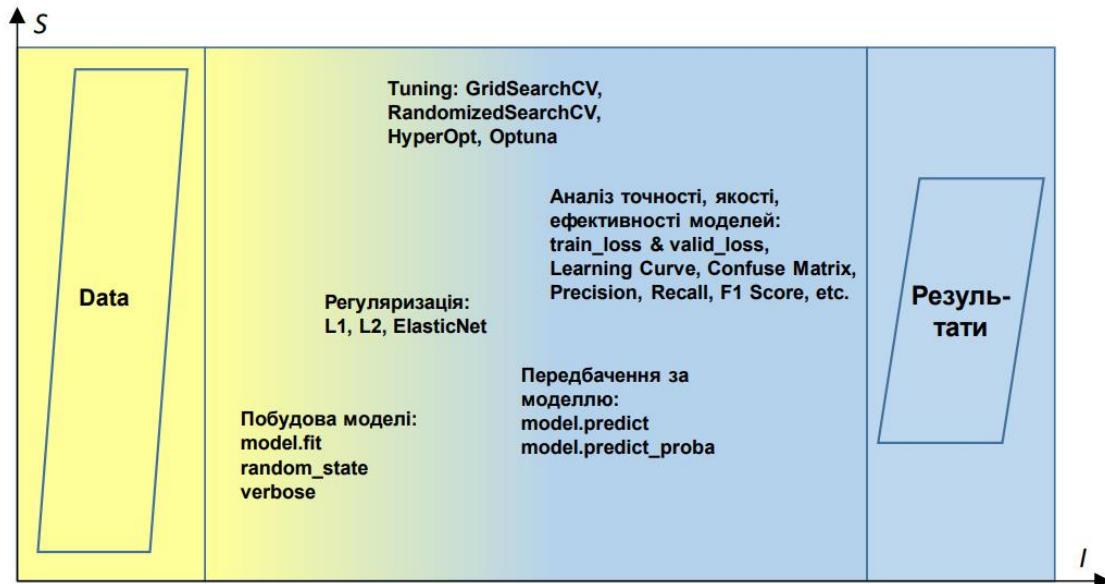 S
Tuning: GridSearchCV,
RandomizedSearchCV,
HyperOpt, Optuna
Аналіз точності, якості,
ефективності моделей:
train_loss & valid_loss,
Learning Curve, Confuse Matrix,
Precision, Recall, F1 Score, etc.
Data
Регуляризація:
L1, L2, ElasticNet
Резуль-
тати
Передбачення за
моделлю:
model.predict
model.predict_proba
Побудова моделі:
model.fit
random_state
verbose
I